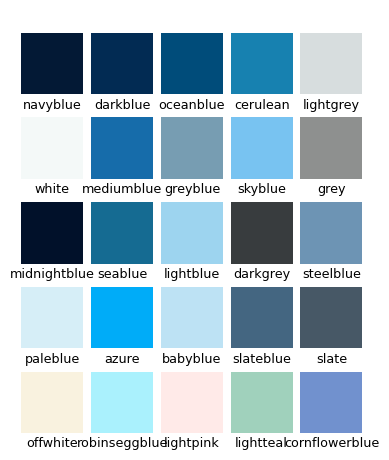 navyblue darkblue oceanblue cerulean lightgrey
white mediumblue greyblue skyblue grey
midnightblue seablue lightblue darkgrey steelblue
paleblue azure babyblue slateblue slate
offwhite robinseggblue lightpink lightteal cornflowerblue